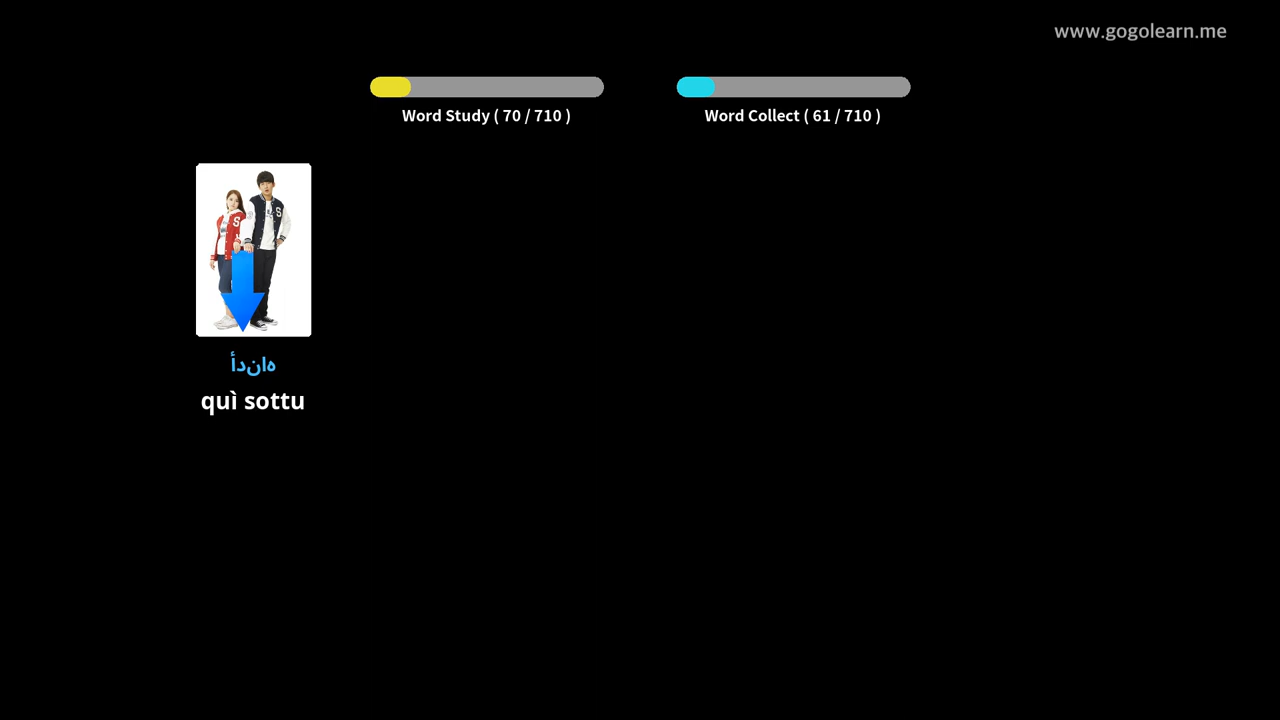 www.gogolearn.me
Word Study ( 70 / 710 )
Word Collect ( 61 / 710 )
هاندأ
quì sottu